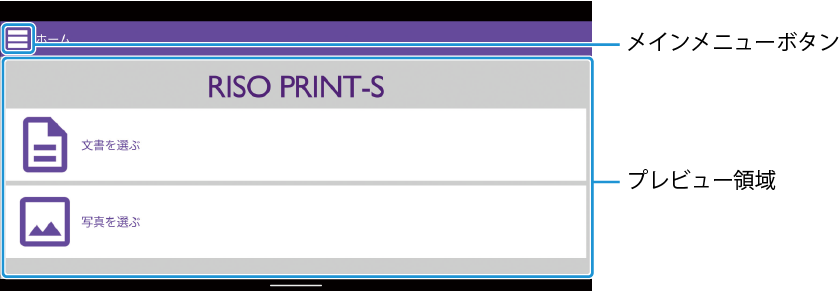 ホーム
メインメニューボタン
RISO PRINT-S
文書を選ぶ
プレビュー領域
写真を選ぶ